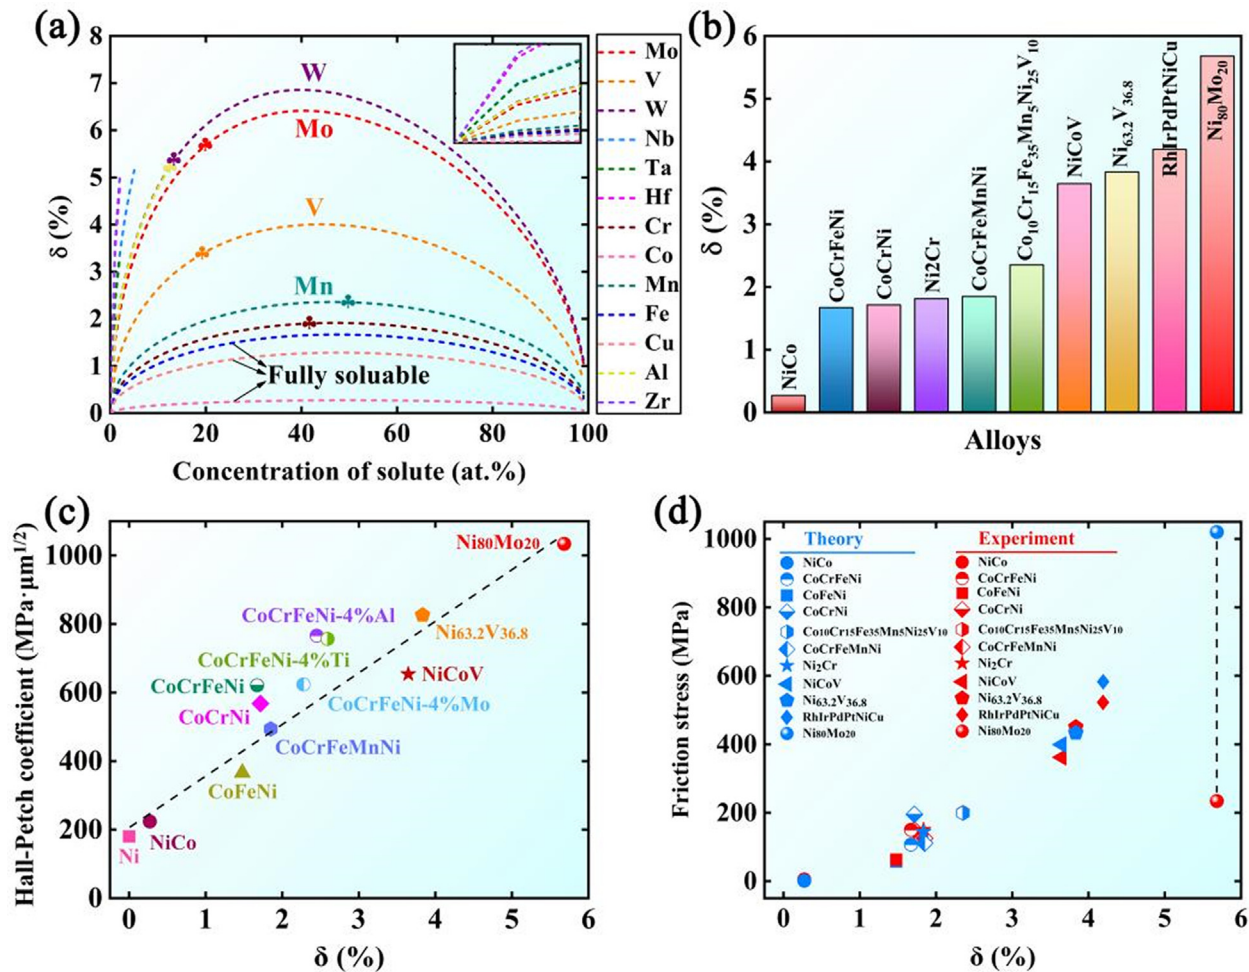 (a)
8
7
6
5
4
3
2
1
0
δ (%)
W
Mo
V
Mn
Fully soluable
0
20
40
60
80
100
Concentration of solute (at.%)
Mo
V
W
Nb
Ta
Hf
Cr
Co
Mn
Fe
Cu
Al
Zr
(b)
6
5
4
3
2
1
0
δ (%)
NiCo
CoCrFeNi
CoCrNi
Ni2Cr
CoCrFeMnNi
Co10Cr15Fe35Mn5Ni25V10
NiCoV
Ni63.2V36.8
RhIrPdPtNiCu
Ni80Mo20
Alloys
(c)
1000
800
600
400
200
0
Hall-Petch coefficient (MPa·μm1/2)
Ni80Mo20
CoCrFeNi-4%Al
Ni63.2V36.8
CoCrFeNi-4%Ti
NiCoV
CoCrFeNi
CoCrFeNi-4%Mo
CoCrNi
CoCrFeMnNi
CoFeNi
NiCo
Ni
0
1
2
3
4
5
6
δ (%)
(d)
1000
800
600
400
200
0
Friction stress (MPa)
Theory
NiCo
CoCrFeNi
CoFeNi
CoCrNi
Co10Cr15Fe35Mn5Ni25V10
CoCrFeMnNi
Ni2Cr
NiCoV
Ni63.2V36.8
RhIrPdPtNiCu
Ni80Mo20
Experiment
NiCo
CoCrFeNi
CoFeNi
CoCrNi
Co10Cr15Fe35Mn5Ni25V10
CoCrFeMnNi
Ni2Cr
NiCoV
Ni63.2V36.8
RhIrPdPtNiCu
Ni80Mo20
0
1
2
3
4
5
6
δ (%)